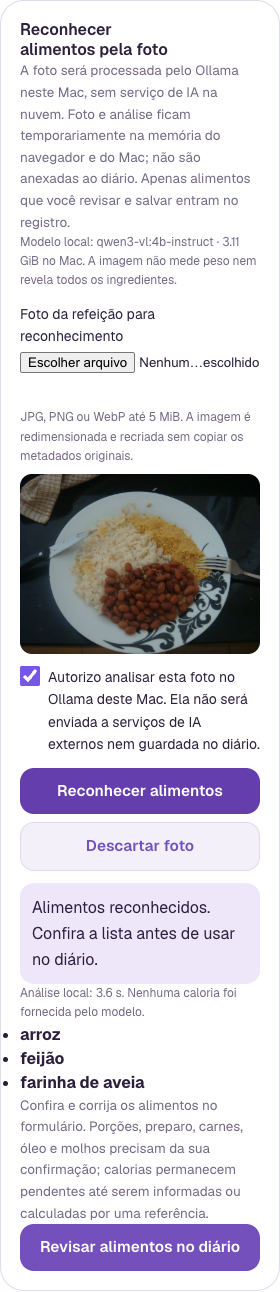 Reconhecer
alimentos pela foto
A foto será processada pelo Ollama
neste Mac, sem serviço de IA na
nuvem. Foto e análise ficam
temporariamente na memória do
navegador e do Mac; não são
anexadas ao diário. Apenas alimentos
que você revisar e salvar entram no
registro.
Modelo local: qwen3-vl:4b-instruct · 3.11
GiB no Mac. A imagem não mede peso nem
revela todos os ingredientes.
Foto da refeição para
reconhecimento
Escolher arquivo Nenhum…escolhido
JPG, PNG ou WebP até 5 MiB. A imagem é
redimensionada e recriada sem copiar os
metadados originais.
Autorizo analisar esta foto no
Ollama deste Mac. Ela não será
enviada a serviços de IA
externos nem guardada no diário.
Reconhecer alimentos
Descartar foto
Alimentos reconhecidos.
Confira a lista antes de usar
no diário.
Análise local: 3.6 s. Nenhuma caloria foi
fornecida pelo modelo.
• arroz
• feijão
• farinha de aveia
Confira e corrija os alimentos no
formulário. Porções, preparo, carnes,
óleo e molhos precisam da sua
confirmação; calorias permanecem
pendentes até serem informadas ou
calculadas por uma referência.
Revisar alimentos no diário